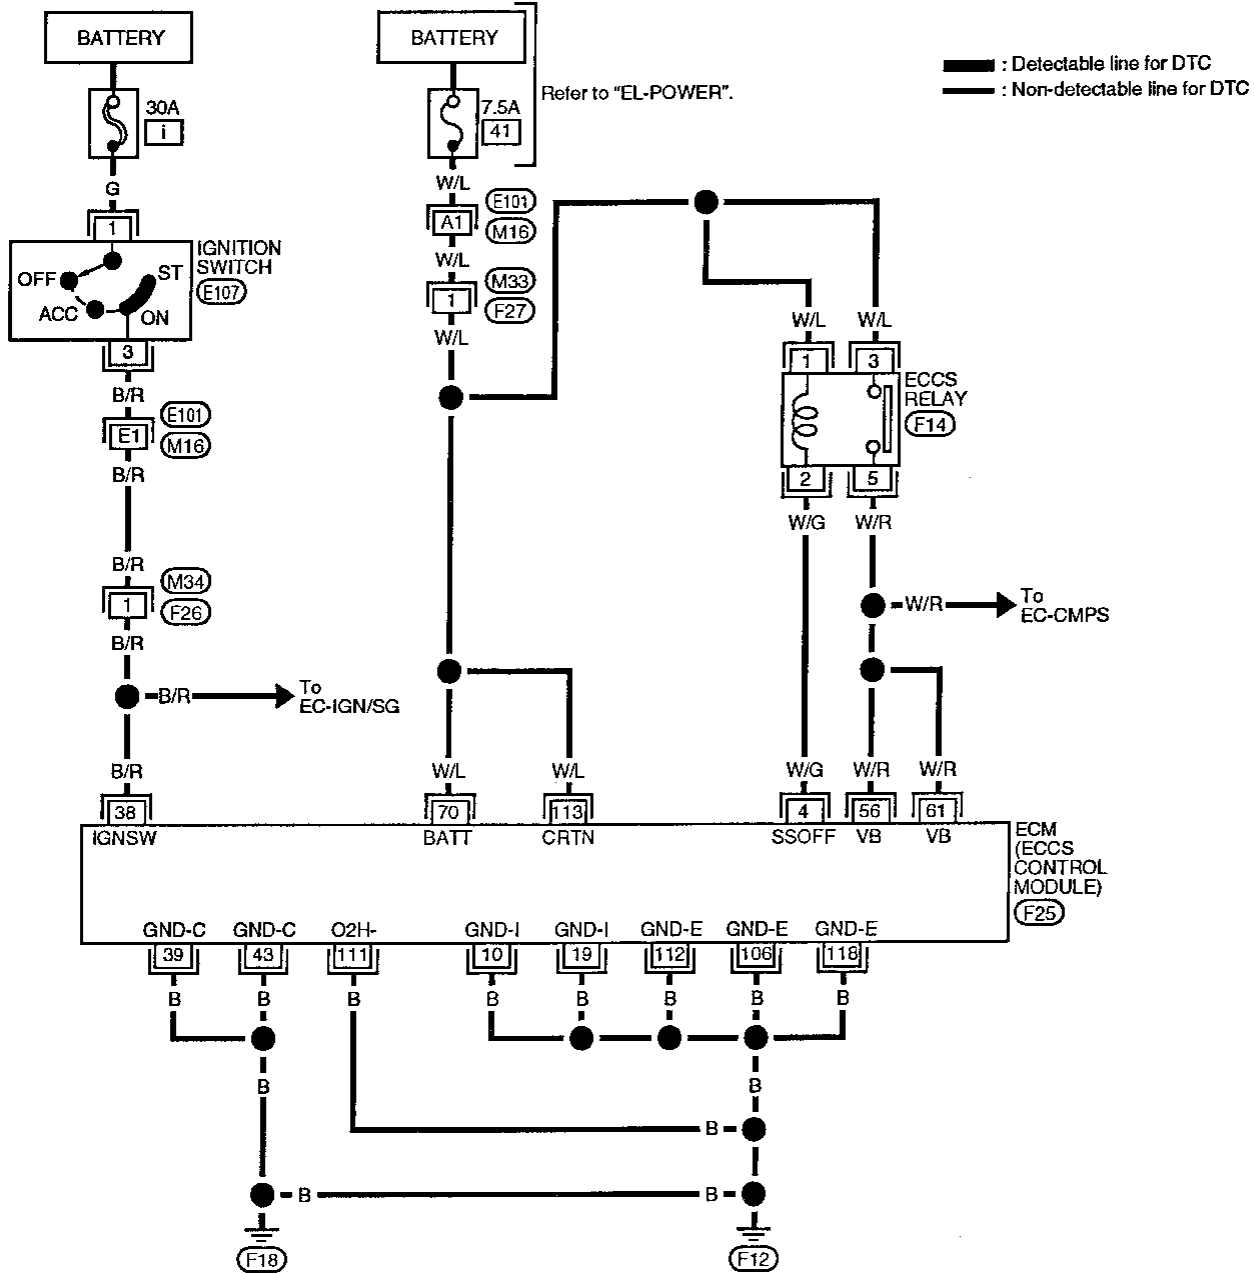 BATTERY
BATTERY
: Detectable line for DTC
: Non-detectable line for DTC
Refer to "EL-POWER".
30A
i
7.5A
41
G
W/L
1
A1
E101
M16
IGNITION
SWITCH
E107
OFF
ST
ACC
ON
W/L
1
M33
F27
W/L
W/L
W/L
3
B/R
E1
E101
M16
B/R
1
3
ECCS
RELAY
F14
2
5
W/G
W/R
B/R
1
M34
F26
B/R
W/R
To
EC-CMPS
B/R
To
EC-IGN/SG
B/R
W/L
W/L
W/G
W/R
W/R
38
70
113
4
56
61
IGNSW
BATT
CRTN
SSOFF
VB
VB
ECM
(ECCS
CONTROL
MODULE)
F25
GND-C
GND-C
O2H-
GND-I
GND-I
GND-E
GND-E
GND-E
39
43
111
10
19
112
106
118
B
B
B
B
B
B
B
B
B
B
B
B
B
F18
F12